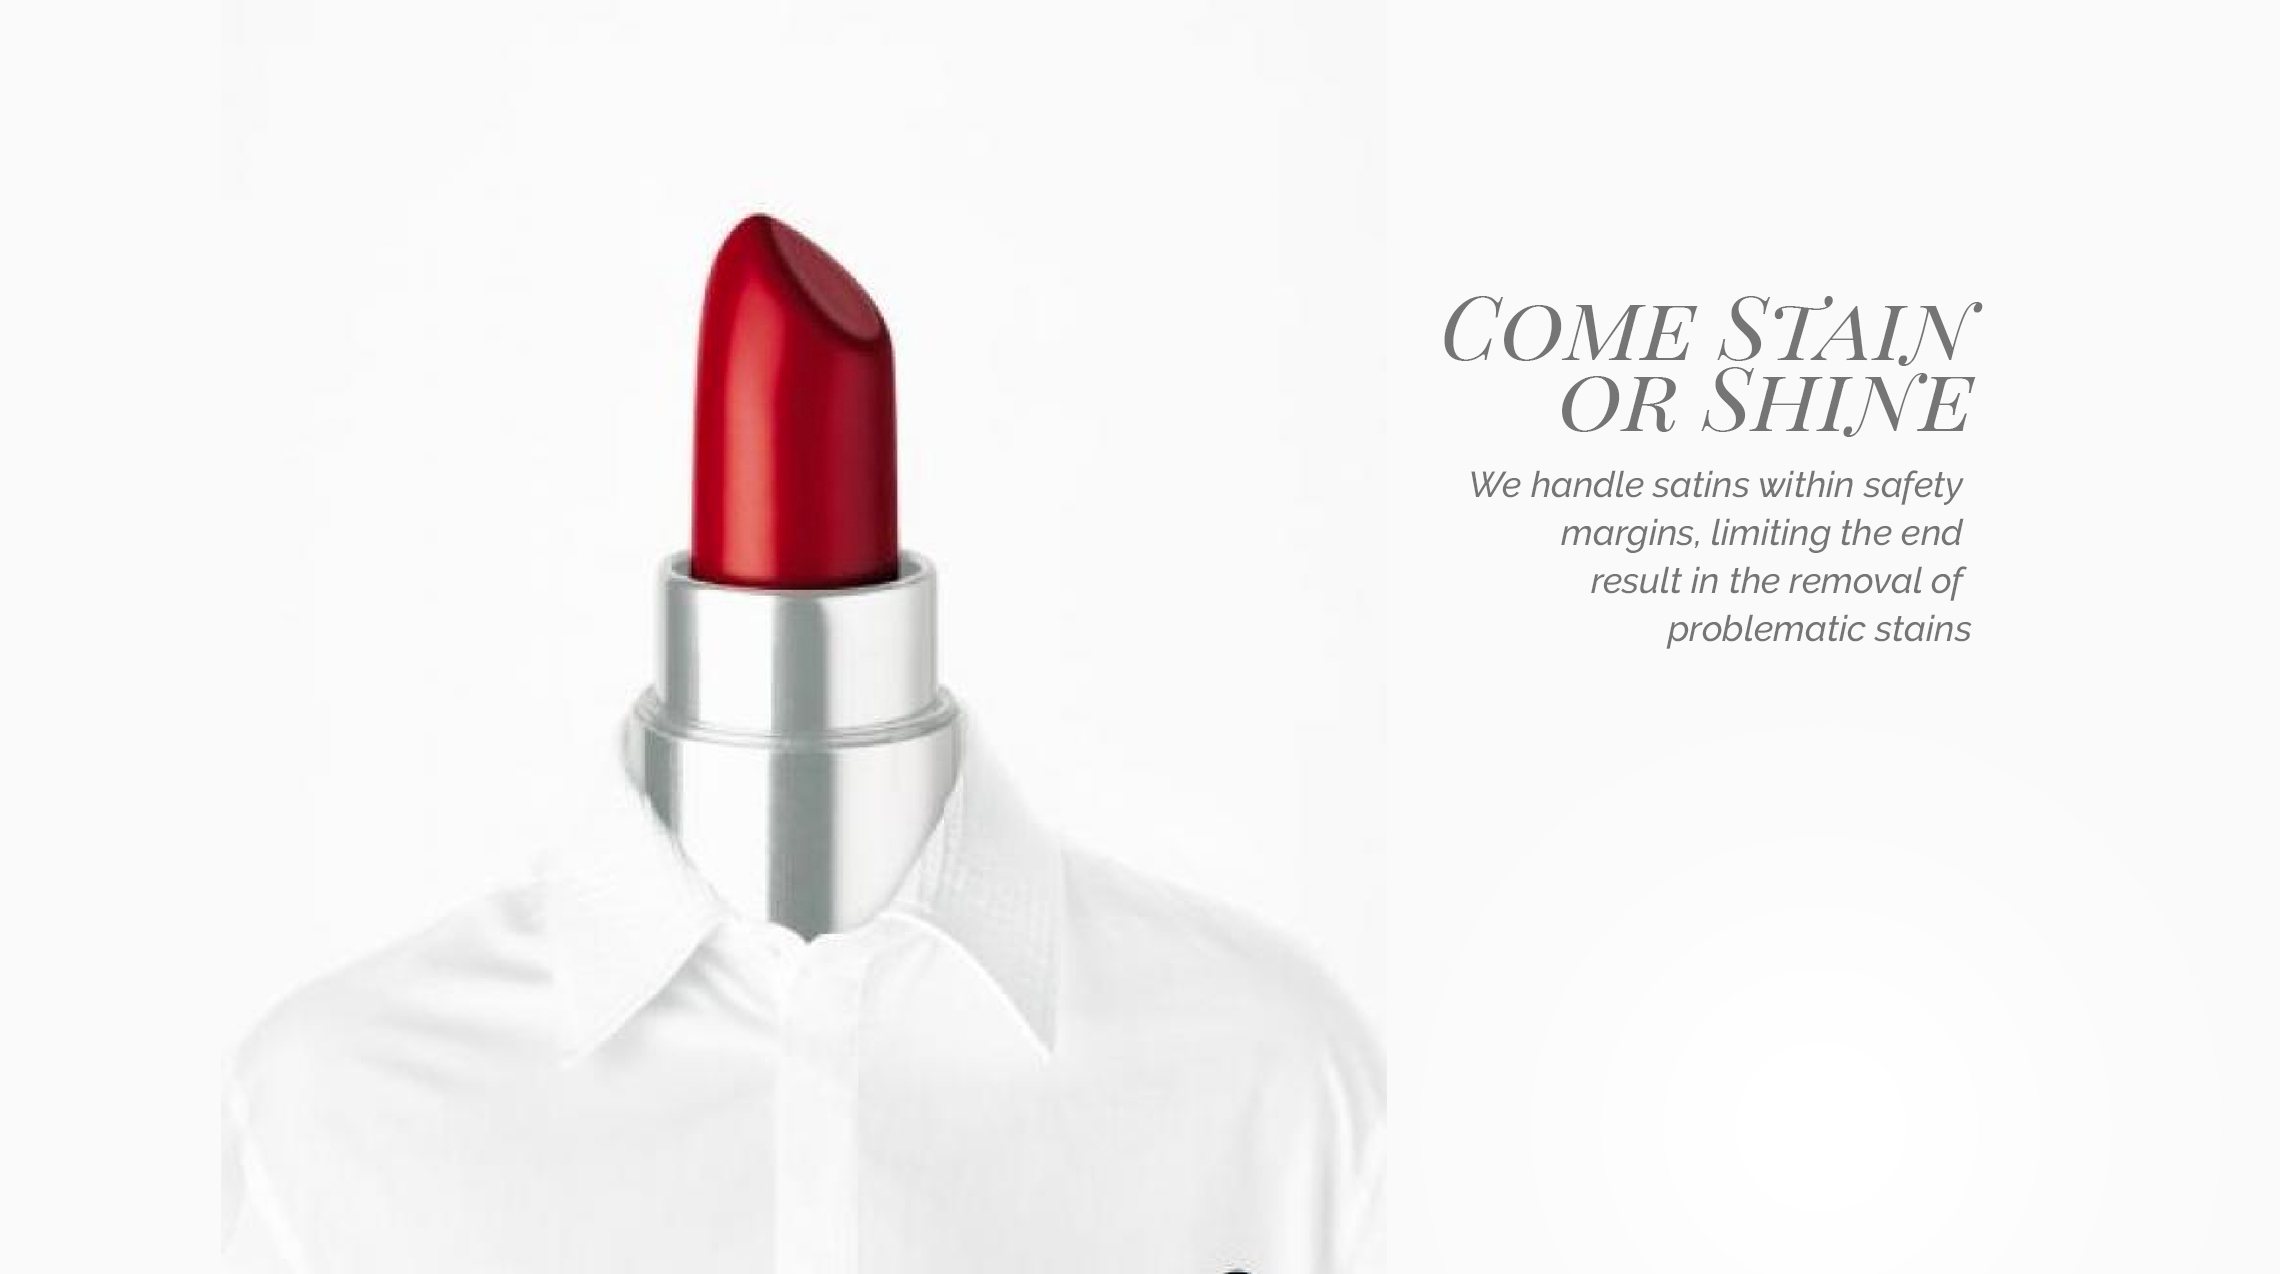 COME STAIN
OR SHINE
We handle satins within safety
margins, limiting the end
result in the removal of
problematic stains